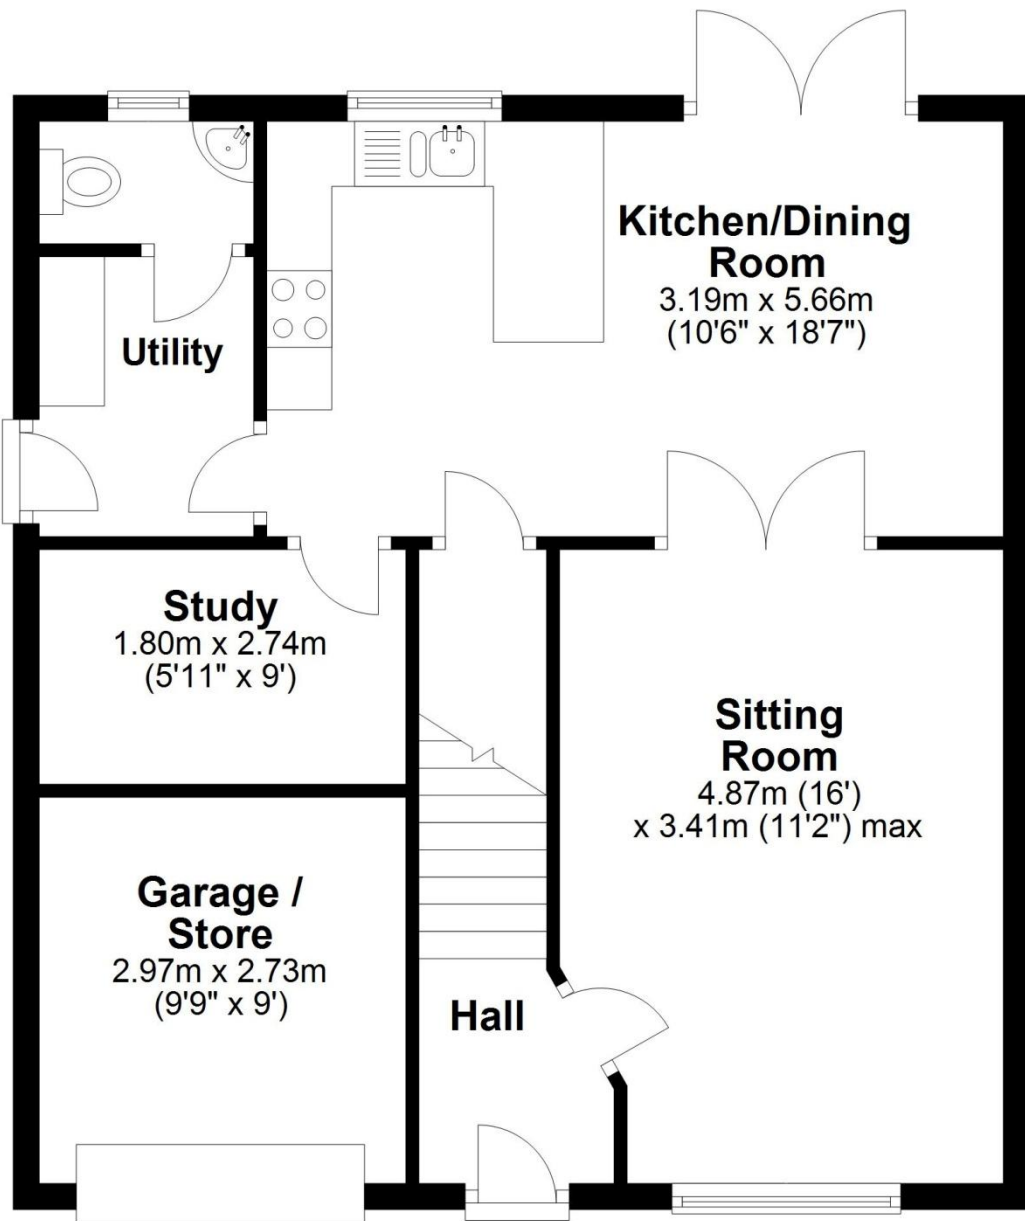 Kitchen/Dining
Room
3.19m x 5.66m
(10'6" x 18'7")
Utility
Study
1.80m x 2.74m
(5'11" x 9')
Sitting
Room
4.87m (16')
x 3.41m (11'2") max
Garage /
Store
2.97m x 2.73m
(9'9" x 9')
Hall